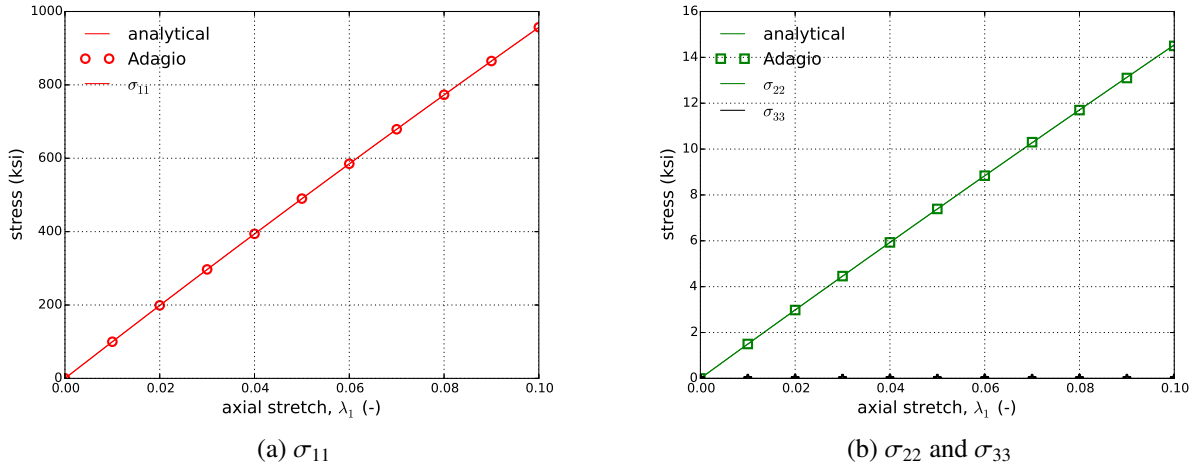 1000
800
600
400
200
0
stress (ksi)
analytical
Adagio
σ11
0.00 0.02 0.04 0.06 0.08 0.10
axial stretch, λ1 (-)
(a) σ11
16
14
12
10
8
6
4
2
0
stress (ksi)
analytical
Adagio
σ22
σ33
0.00 0.02 0.04 0.06 0.08 0.10
axial stretch, λ1 (-)
(b) σ22 and σ33